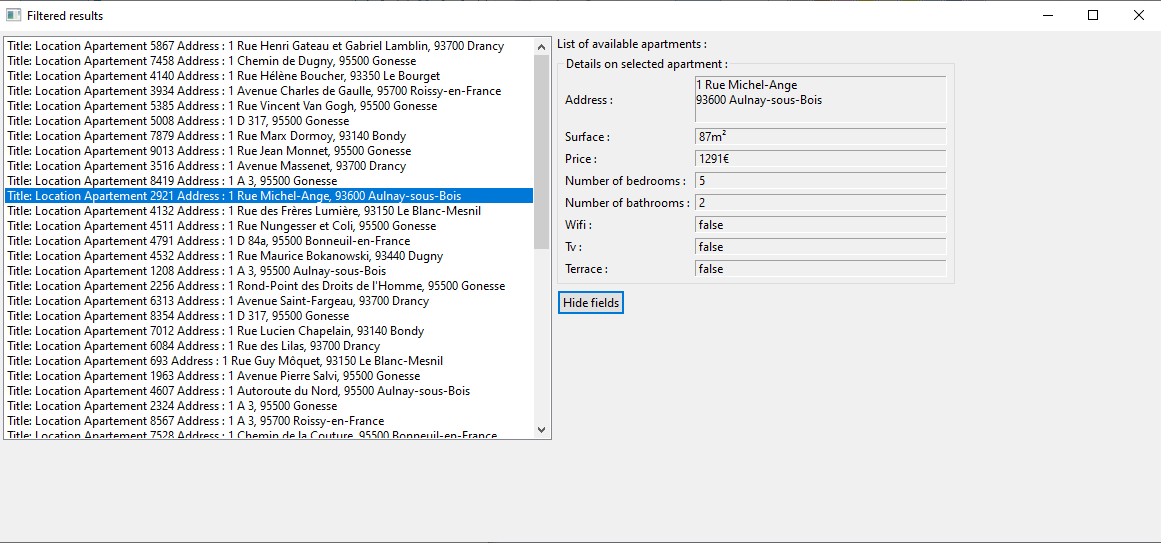 Filtered results
Title: Location Apartement 5867 Address : 1 Rue Henri Gateau et Gabriel Lamblin, 93700 Drancy
Title: Location Apartement 7458 Address : 1 Chemin de Dugny, 95500 Gonesse
Title: Location Apartement 4140 Address : 1 Rue Hélène Boucher, 93350 Le Bourget
Title: Location Apartement 3934 Address : 1 Avenue Charles de Gaulle, 95700 Roissy-en-France
Title: Location Apartement 5385 Address : 1 Rue Vincent Van Gogh, 95500 Gonesse
Title: Location Apartement 5008 Address : 1 D 317, 95500 Gonesse
Title: Location Apartement 7879 Address : 1 Rue Marx Dormoy, 93140 Bondy
Title: Location Apartement 9013 Address : 1 Rue Jean Monnet, 95500 Gonesse
Title: Location Apartement 3516 Address : 1 Avenue Massenet, 93700 Drancy
Title: Location Apartement 8419 Address : 1 A 3, 95500 Gonesse
Title: Location Apartement 2921 Address : 1 Rue Michel-Ange, 93600 Aulnay-sous-Bois
Title: Location Apartement 4132 Address : 1 Rue des Frères Lumière, 93150 Le Blanc-Mesnil
Title: Location Apartement 4511 Address : 1 Rue Nungesser et Coli, 95500 Gonesse
Title: Location Apartement 4791 Address : 1 D 84a, 95500 Bonneuil-en-France
Title: Location Apartement 4532 Address : 1 Rue Maurice Bokanowski, 93440 Dugny
Title: Location Apartement 1208 Address : 1 A 3, 95500 Aulnay-sous-Bois
Title: Location Apartement 2256 Address : 1 Rond-Point des Droits de l'Homme, 95500 Gonesse
Title: Location Apartement 6313 Address : 1 Avenue Saint-Fargeau, 93700 Drancy
Title: Location Apartement 8354 Address : 1 D 317, 95500 Gonesse
Title: Location Apartement 7012 Address : 1 Rue Lucien Chapelain, 93140 Bondy
Title: Location Apartement 6084 Address : 1 Rue des Lilas, 93700 Drancy
Title: Location Apartement 693 Address : 1 Rue Guy Môquet, 93150 Le Blanc-Mesnil
Title: Location Apartement 1963 Address : 1 Avenue Pierre Salvi, 95500 Gonesse
Title: Location Apartement 4607 Address : 1 Autoroute du Nord, 95500 Aulnay-sous-Bois
Title: Location Apartement 2324 Address : 1 A 3, 95500 Gonesse
Title: Location Apartement 8567 Address : 1 A 3, 95700 Roissy-en-France
Title: Location Apartement 7528 Address : 1 Chemin de la Couture, 95500 Bonneuil-en-France
List of available apartments :
Details on selected apartment :
Address :
1 Rue Michel-Ange
93600 Aulnay-sous-Bois
Surface : 87m²
Price : 1291€
Number of bedrooms : 5
Number of bathrooms : 2
Wifi : false
Tv : false
Terrace : false
Hide fields